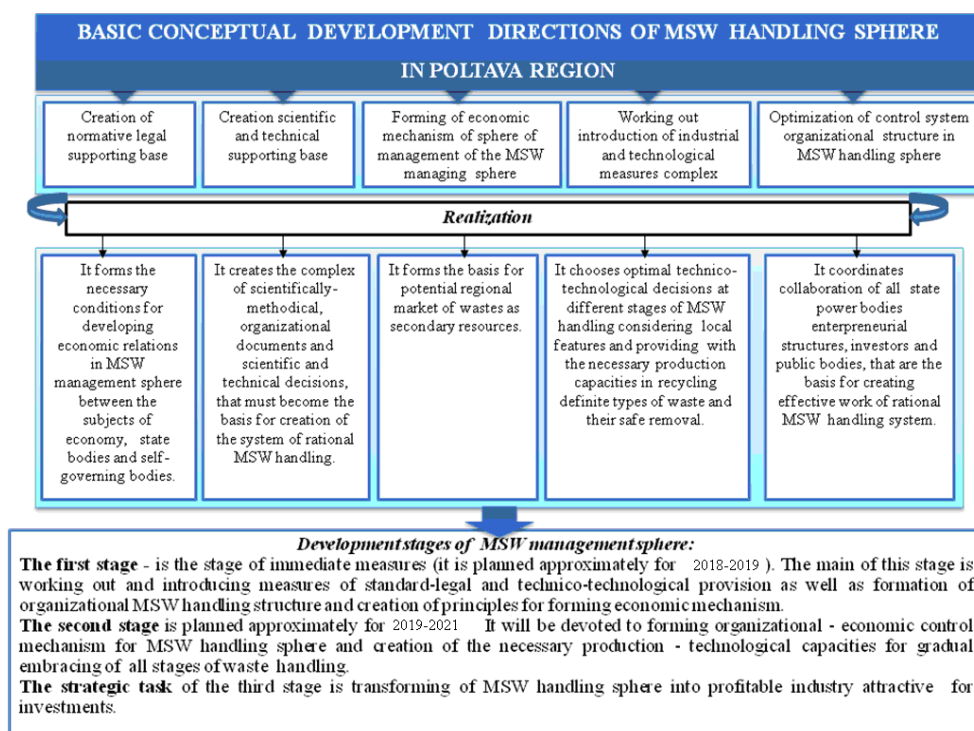 BASIC CONCEPTUAL DEVELOPMENT DIRECTIONS OF MSW HANDLING SPHERE
IN POLTAVA REGION
Creation of
normative legal
supporting base
Creation scientific
and technical
supporting base
Forming of economic
mechanism of sphere of
management of the MSW
managing sphere
Working out
introduction of industrial
and technological
measures complex
Optimization of control system
organizational structure in
MSW handling sphere
Realization
It forms the
necessary
conditions for
developing
economic relations
in MSW
management sphere
between the
subjects of
economy, state
bodies and self-
governing bodies.
It creates the complex
of scientifically-
methodical,
organizational
documents and
scientific and
technical decisions,
that must become the
basis for creation of
the system of rational
MSW handling.
It forms the basis for
potential regional
market of wastes as
secondary resources.
It chooses optimal technico-
technological decisions at
different stages of MSW
handling considering local
features and providing with
the necessary production
capacities in recycling
definite types of waste and
their safe removal.
It coordinates
collaboration of all state
power bodies
enterpreneurial
structures, investors and
public bodies, that are the
basis for creating
effective work of rational
MSW handling system.
Development stages of MSW management sphere:
The first stage - is the stage of immediate measures (it is planned approximately for 2018-2019 ). The main of this stage is
working out and introducing measures of standard-legal and technico-technological provision as well as formation of
organizational MSW handling structure and creation of principles for forming economic mechanism.
The second stage is planned approximately for 2019-2021 It will be devoted to forming organizational - economic control
mechanism for MSW handling sphere and creation of the necessary production - technological capacities for gradual
embracing of all stages of waste handling.
The strategic task of the third stage is transforming of MSW handling sphere into profitable industry attractive for
investments.